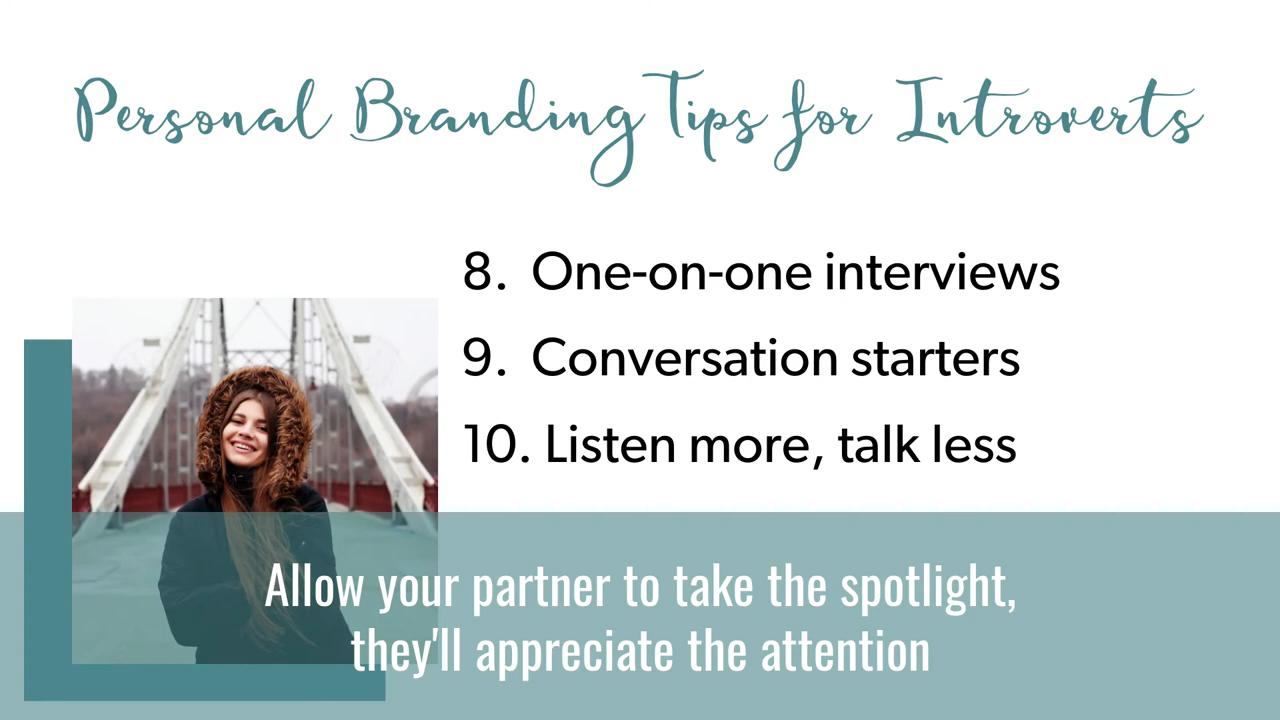 Personal Branding Tips for Introverts
8. One-on-one interviews
9. Conversation starters
10. Listen more, talk less
Allow your partner to take the spotlight,
they'll appreciate the attention